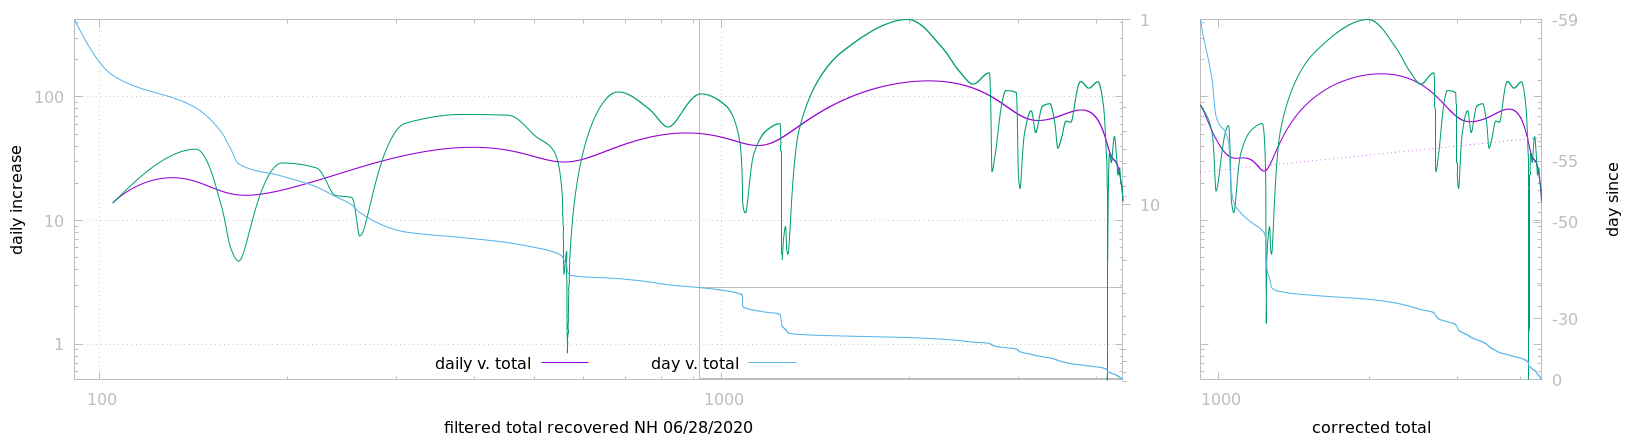 daily increase
100
10
1
100
1000
filtered total recovered NH 06/28/2020
daily v. total
day v. total
1
10
1000
corrected total
-59
-55
-50
-30
0
day since